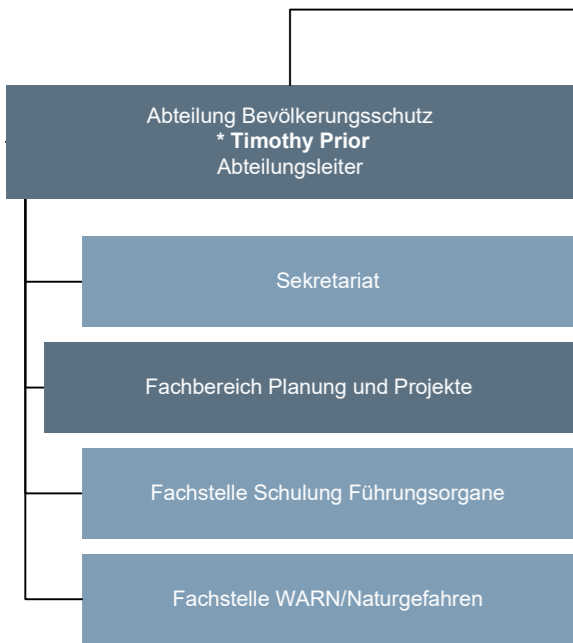 Abteilung Bevölkerungsschutz
* Timothy Prior
Abteilungsleiter
Sekretariat
Fachbereich Planung und Projekte
Fachstelle Schulung Führungsorgane
Fachstelle WARN/Naturgefahren